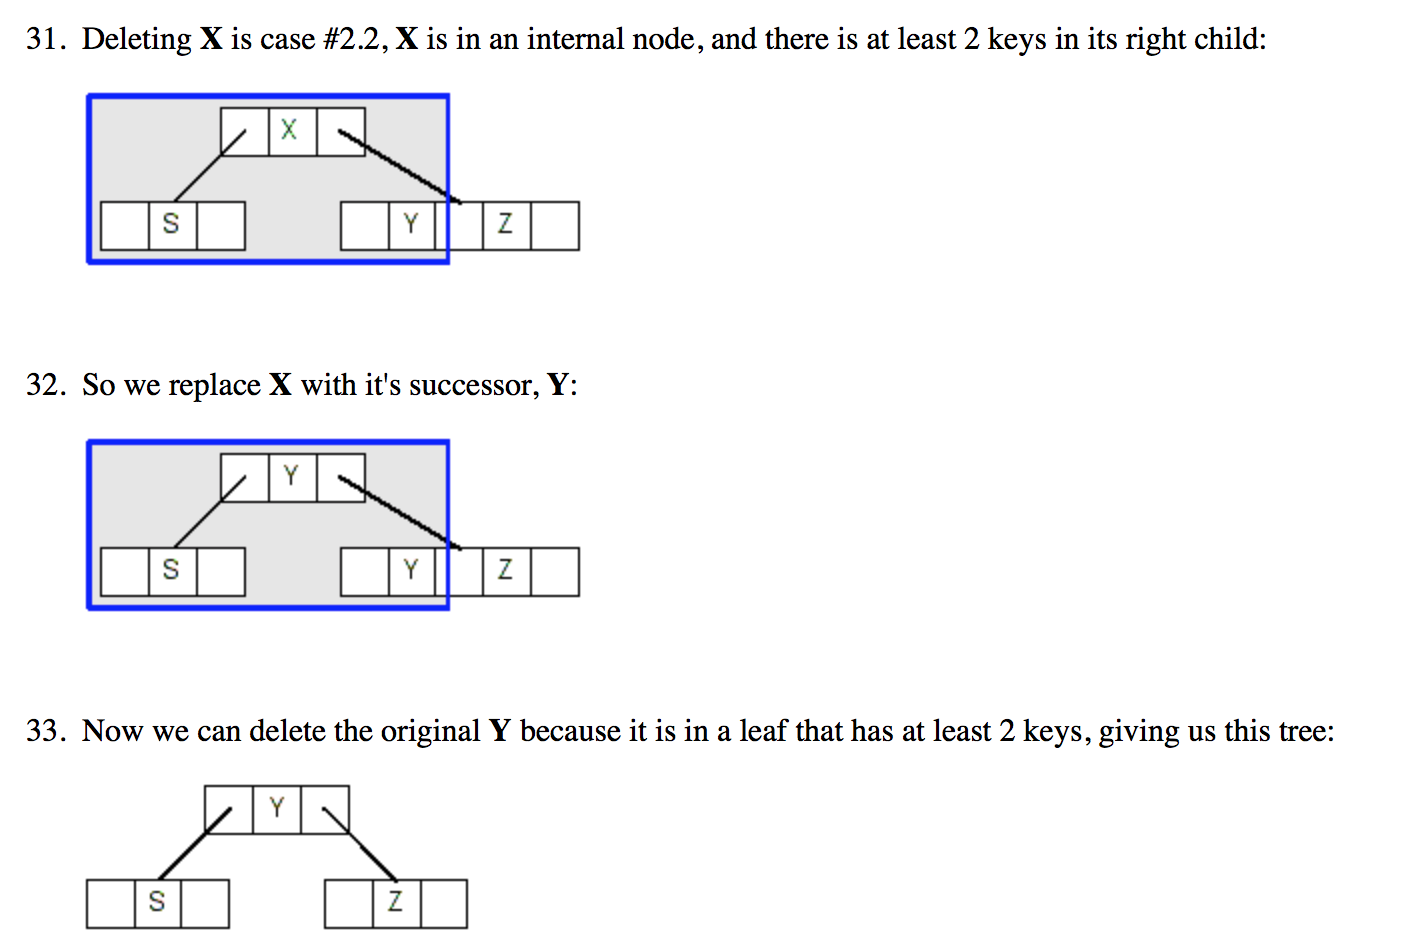 31. Deleting X is case #2.2, X is in an internal node, and there is at least 2 keys in its right child:
X
S Y Z
32. So we replace X with it's successor, Y:
Y
S Y Z
33. Now we can delete the original Y because it is in a leaf that has at least 2 keys, giving us this tree:
Y
S Z